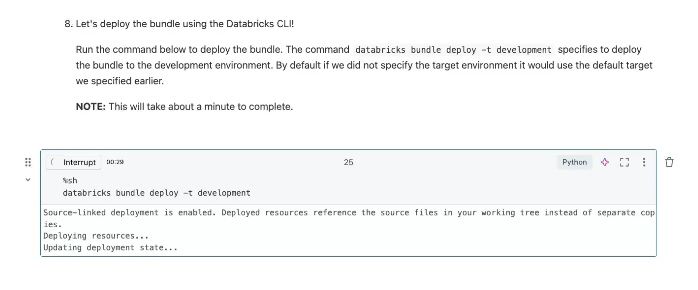 8. Let's deploy the bundle using the Databricks CLI!
Run the command below to deploy the bundle. The command databricks bundle deploy -t development specifies to deploy
the bundle to the development environment. By default if we did not specify the target environment it would use the default target
we specified earlier.
NOTE: This will take about a minute to complete.
Interrupt 00:29 25 Python
%sh
databricks bundle deploy -t development
Source-linked deployment is enabled. Deployed resources reference the source files in your working tree instead of separate cop
ies.
Deploying resources...
Updating deployment state...